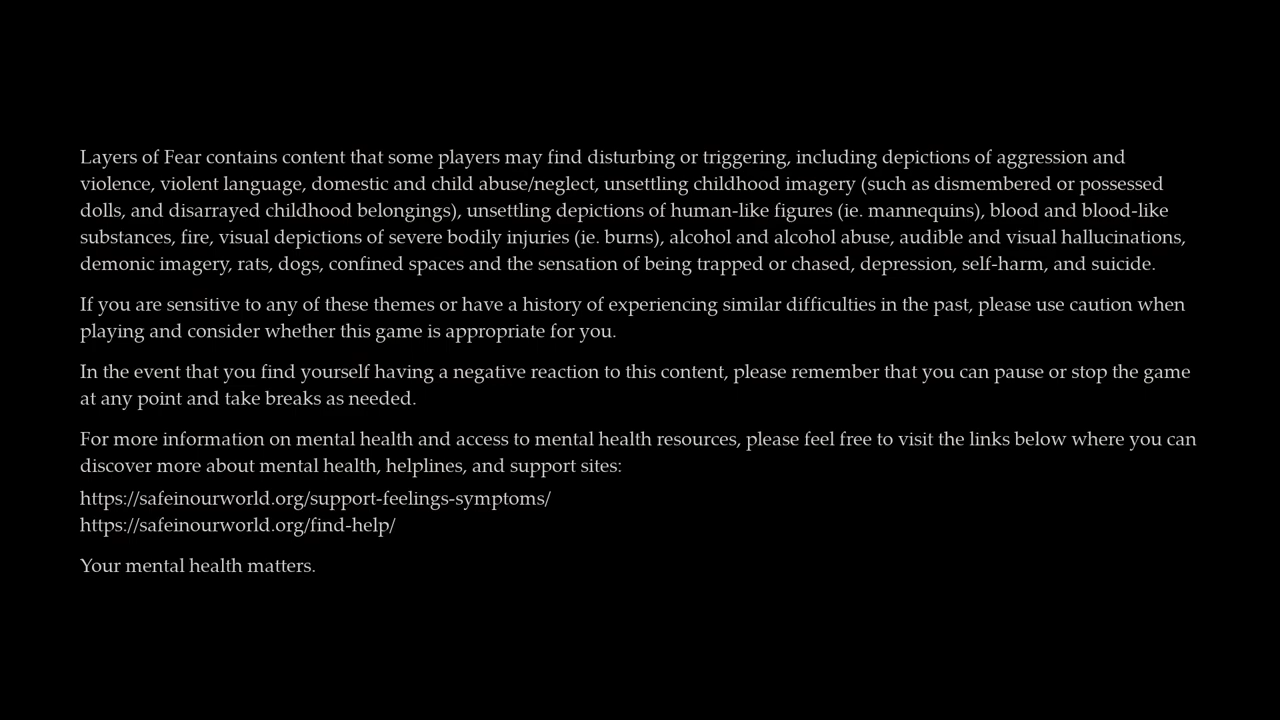 Layers of Fear contains content that some players may find disturbing or triggering, including depictions of aggression and
violence, violent language, domestic and child abuse/neglect, unsettling childhood imagery (such as dismembered or possessed
dolls, and disarrayed childhood belongings), unsettling depictions of human-like figures (ie. mannequins), blood and blood-like
substances, fire, visual depictions of severe bodily injuries (ie. burns), alcohol and alcohol abuse, audible and visual hallucinations,
demonic imagery, rats, dogs, confined spaces and the sensation of being trapped or chased, depression, self-harm, and suicide.
If you are sensitive to any of these themes or have a history of experiencing similar difficulties in the past, please use caution when
playing and consider whether this game is appropriate for you.
In the event that you find yourself having a negative reaction to this content, please remember that you can pause or stop the game
at any point and take breaks as needed.
For more information on mental health and access to mental health resources, please feel free to visit the links below where you can
discover more about mental health, helplines, and support sites:
https://safeinourworld.org/support-feelings-symptoms/
https://safeinourworld.org/find-help/
Your mental health matters.